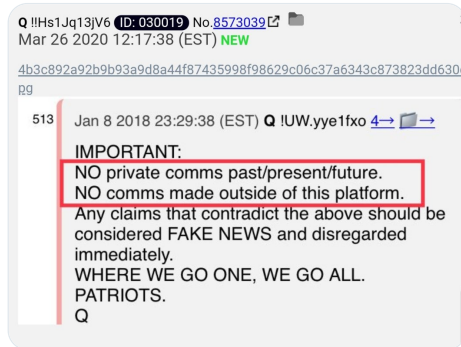 Q !!Hs1Jq13jV6 ID: 030019 No.8573039
Mar 26 2020 12:17:38 (EST) NEW
4b3c892a92b9b93a9d8a44f87435998f98629c06c37a6343c873823dd630
pg
513 Jan 8 2018 23:29:38 (EST) Q !UW.yye1fxo 4→ →
IMPORTANT:
NO private comms past/present/future.
NO comms made outside of this platform.
Any claims that contradict the above should be
considered FAKE NEWS and disregarded
immediately.
WHERE WE GO ONE, WE GO ALL.
PATRIOTS.
Q